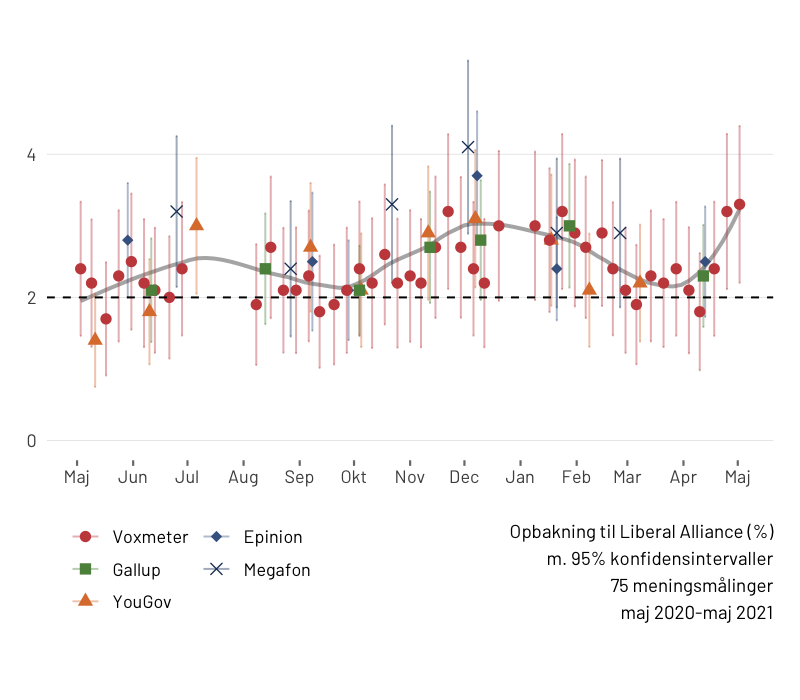 4
2
0
Maj Jun Jul Aug Sep Okt Nov Dec Jan Feb Mar Apr Maj
Voxmeter Epinion
Gallup Megafon
YouGov
Opbakning til Liberal Alliance (%)
m. 95% konfidensintervaller
75 meningsmålinger
maj 2020-maj 2021